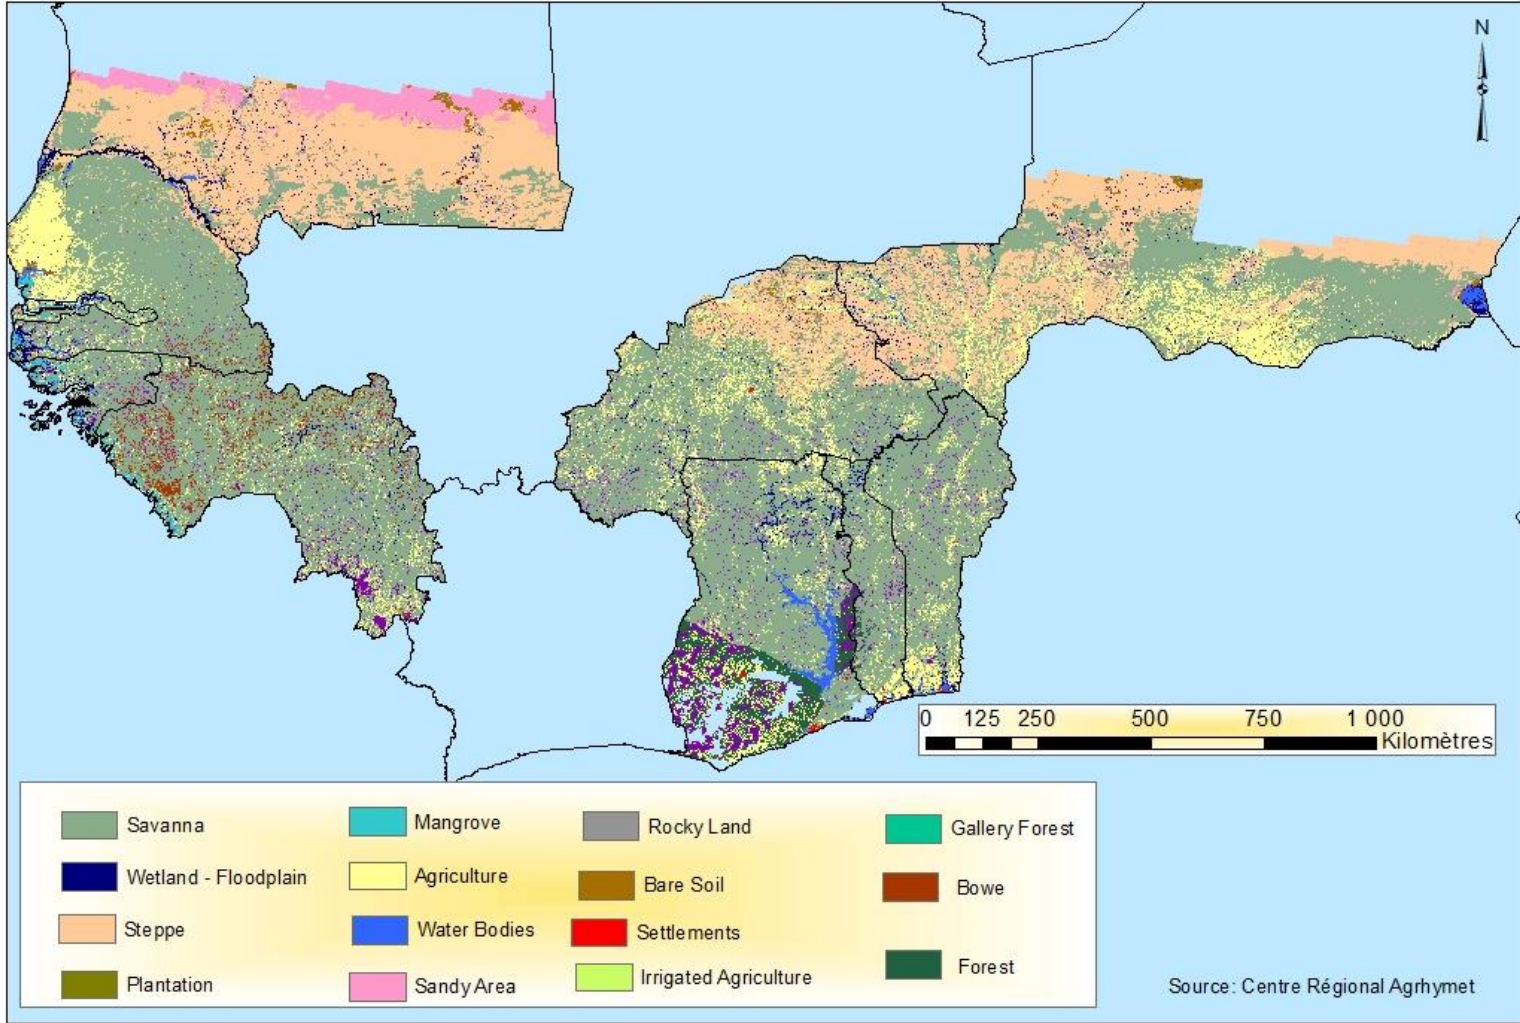 N
0 125 250 500 750 1 000
Kilomètres
Savanna
Mangrove
Rocky Land
Gallery Forest
Wetland - Floodplain
Agriculture
Bare Soil
Bowe
Steppe
Water Bodies
Settlements
Forest
Plantation
Sandy Area
Irrigated Agriculture
Source: Centre Régional Agrhymet